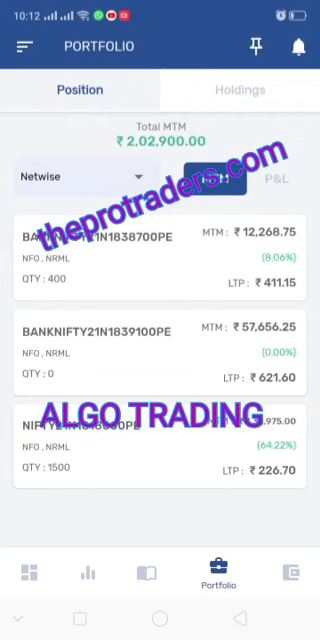 10:12
PORTFOLIO
Position
Holdings
Total MTM
₹ 2,02,900.00
Netwise
P&L
theprotraders.com
MTM : ₹ 12,268.75
NFO , NRML
(8.06%)
QTY : 400
LTP : ₹ 411.15
BANKNIFTY21N1839100PE
MTM : ₹ 57,656.25
NFO , NRML
(0.00%)
QTY : 0
LTP : ₹ 621.60
ALGO TRADING
NFO , NRML
(64.22%)
QTY : 1500
LTP : ₹ 226.70
Portfolio